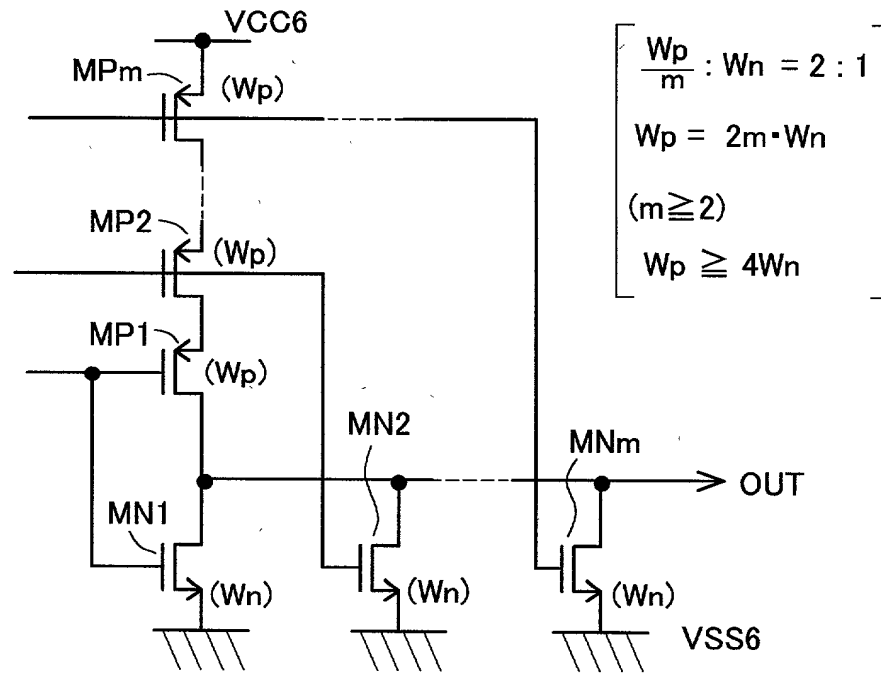 VCC6
MPm
(Wp)
MP2
(Wp)
MP1
(Wp)
MN1
(Wn)
MN2
(Wn)
MNm
(Wn)
OUT
VSS6
Wp/m : Wn = 2 : 1
Wp = 2m・Wn
(m≧2)
Wp ≧ 4Wn